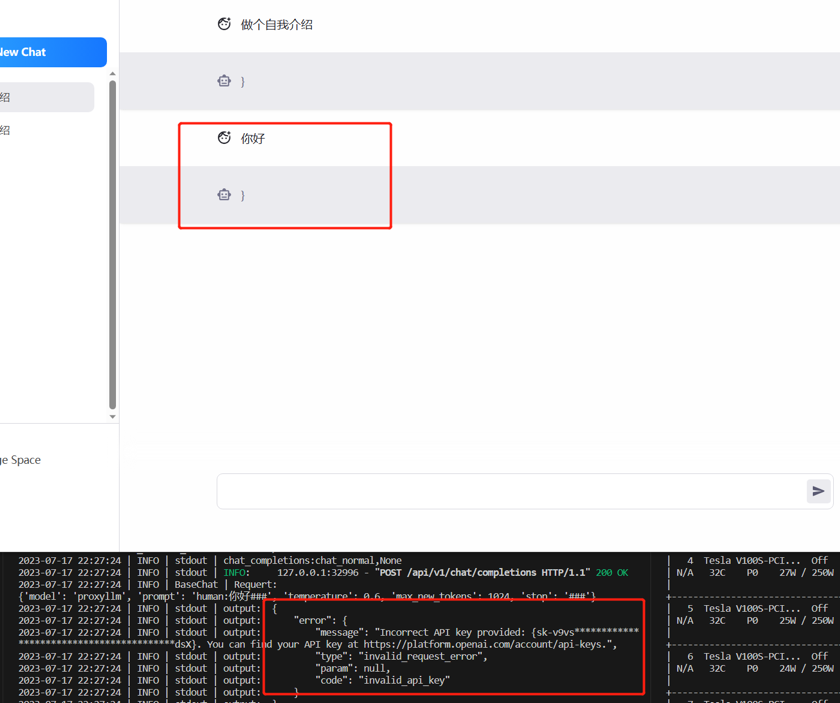 做个自我介绍
New Chat
}
绍
你好
绍
}
ge Space
2023-07-17 22:27:24 | INFO | stdout | chat_completions:chat_normal,None
2023-07-17 22:27:24 | INFO | stdout | INFO: 127.0.0.1:32996 - "POST /api/v1/chat/completions HTTP/1.1" 200 OK
2023-07-17 22:27:24 | INFO | BaseChat | Requert:
{'model': 'proxyllm', 'prompt': 'human:你好###', 'temperature': 0.6, 'max_new_tokens': 1024, 'stop': '###'}
2023-07-17 22:27:24 | INFO | stdout | output: {
2023-07-17 22:27:24 | INFO | stdout | output: "error": {
2023-07-17 22:27:24 | INFO | stdout | output: "message": "Incorrect API key provided: {sk-v9vs************
****************************dsX}. You can find your API key at https://platform.openai.com/account/api-keys.",
2023-07-17 22:27:24 | INFO | stdout | output: "type": "invalid_request_error",
2023-07-17 22:27:24 | INFO | stdout | output: "param": null,
2023-07-17 22:27:24 | INFO | stdout | output: "code": "invalid_api_key"
2023-07-17 22:27:24 | INFO | stdout | output: }
| 4 Tesla V100S-PCI... Off
| N/A 32C P0 27W / 250W
| 5 Tesla V100S-PCI... Off
| N/A 32C P0 25W / 250W
| 6 Tesla V100S-PCI... Off
| N/A 32C P0 24W / 250W